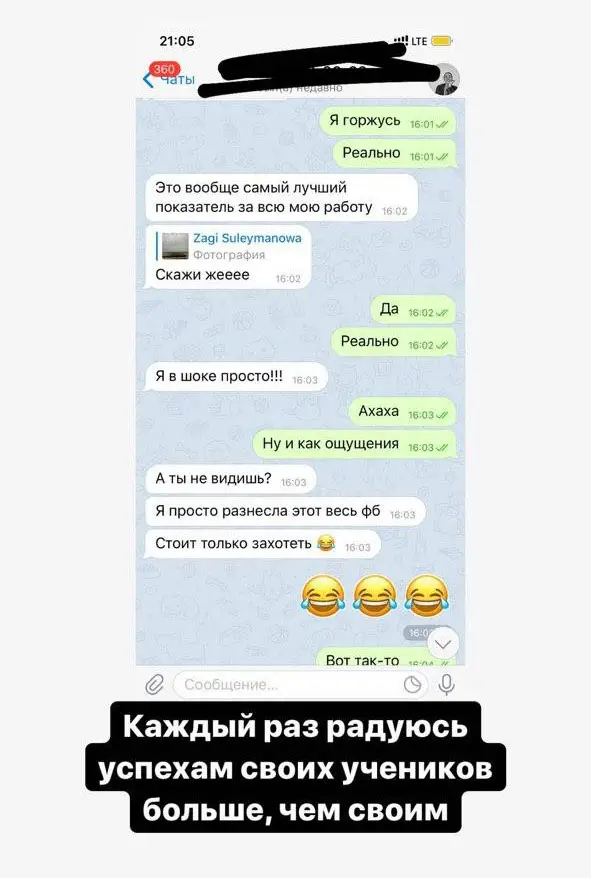 21:05
LTE
360
Чаты
недавно
Я горжусь 16:01
Реально 16:01
Это вообще самый лучший
показатель за всю мою работу 16:02
Zagi Suleymanowa
Фотография
Скажи жееее 16:02
Да 16:02
Реально 16:02
Я в шоке просто!!! 16:03
Ахаха 16:03
Ну и как ощущения 16:03
А ты не видишь? 16:03
Я просто разнесла этот весь фб 16:03
Стоит только захотеть 😂 16:03
😂😂😂
Вот так-то 16:04
Сообщение...
Каждый раз радуюсь
успехам своих учеников
больше, чем своим